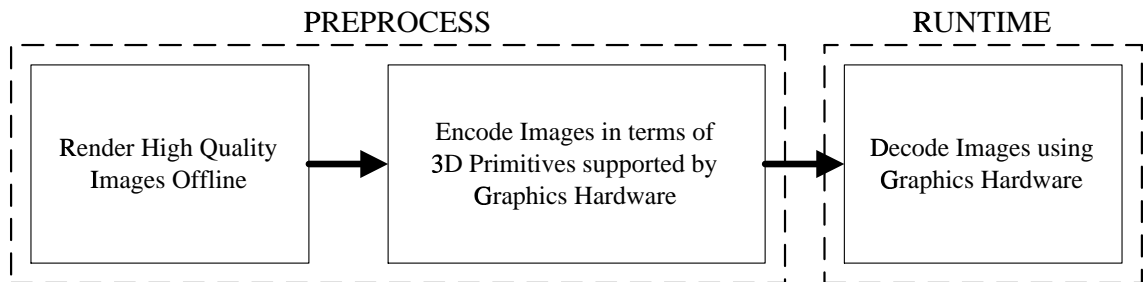 PREPROCESS
RUNTIME
Render High Quality
Images Offline
Encode Images in terms of
3D Primitives supported by
Graphics Hardware
Decode Images using
Graphics Hardware